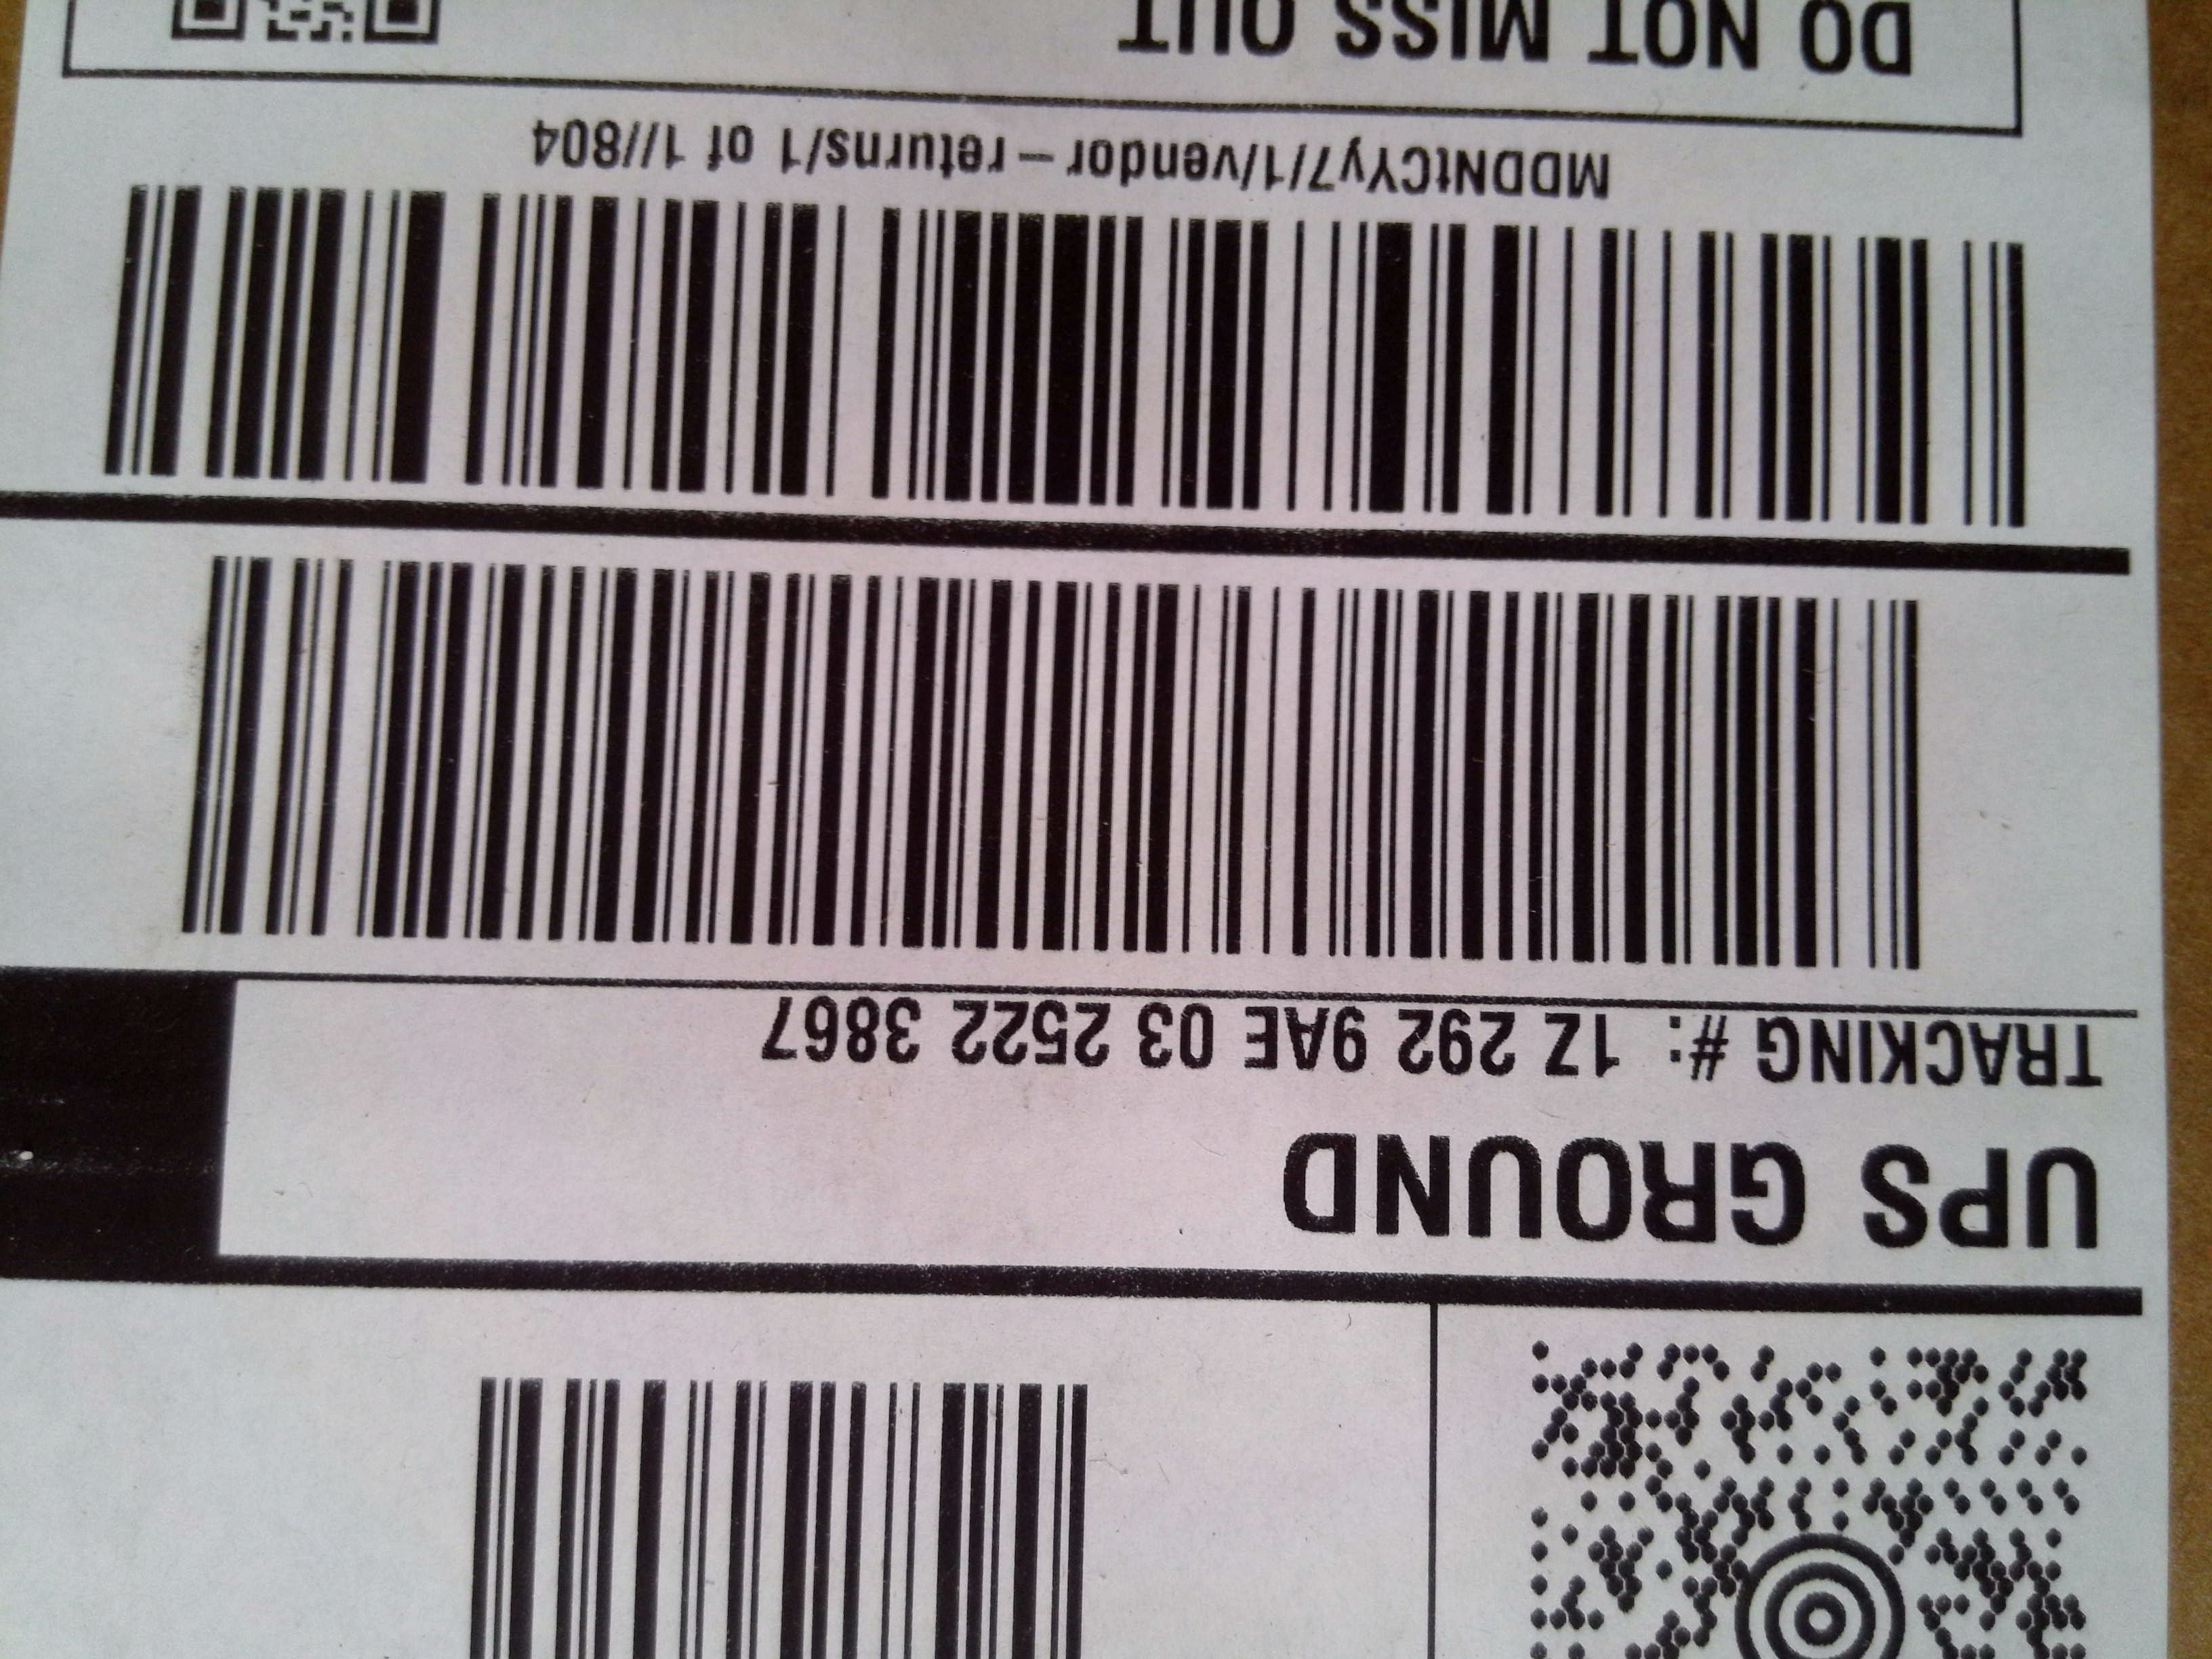 UPS GROUND
TRACKING #: 1Z 292 9AE 03 2522 3867
MDDNtCYy7/1/vendor-returns/1 of 1//804
DO NOT MISS OUT